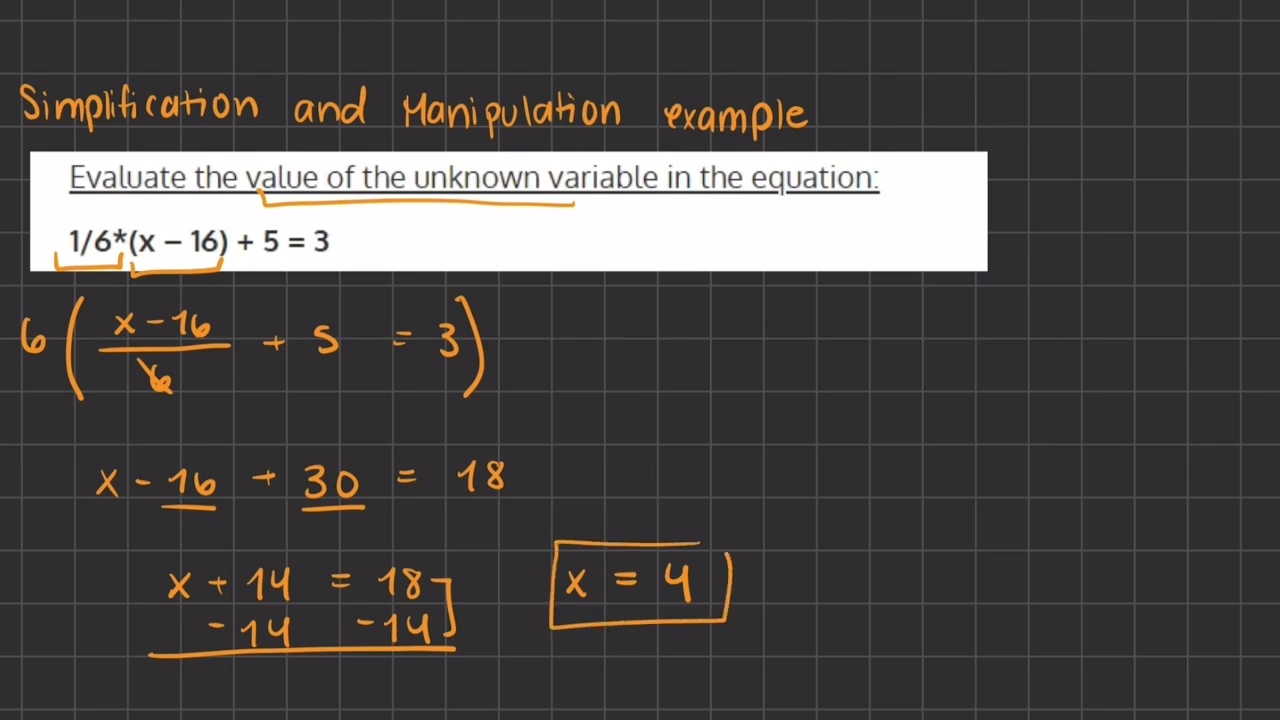 Simplification and Manipulation example
Evaluate the value of the unknown variable in the equation:
1/6*(x – 16) + 5 = 3
6 ( x - 16 / 6 + 5 = 3 )
x - 16 + 30 = 18
x + 14 = 18
- 14 - 14
x = 4